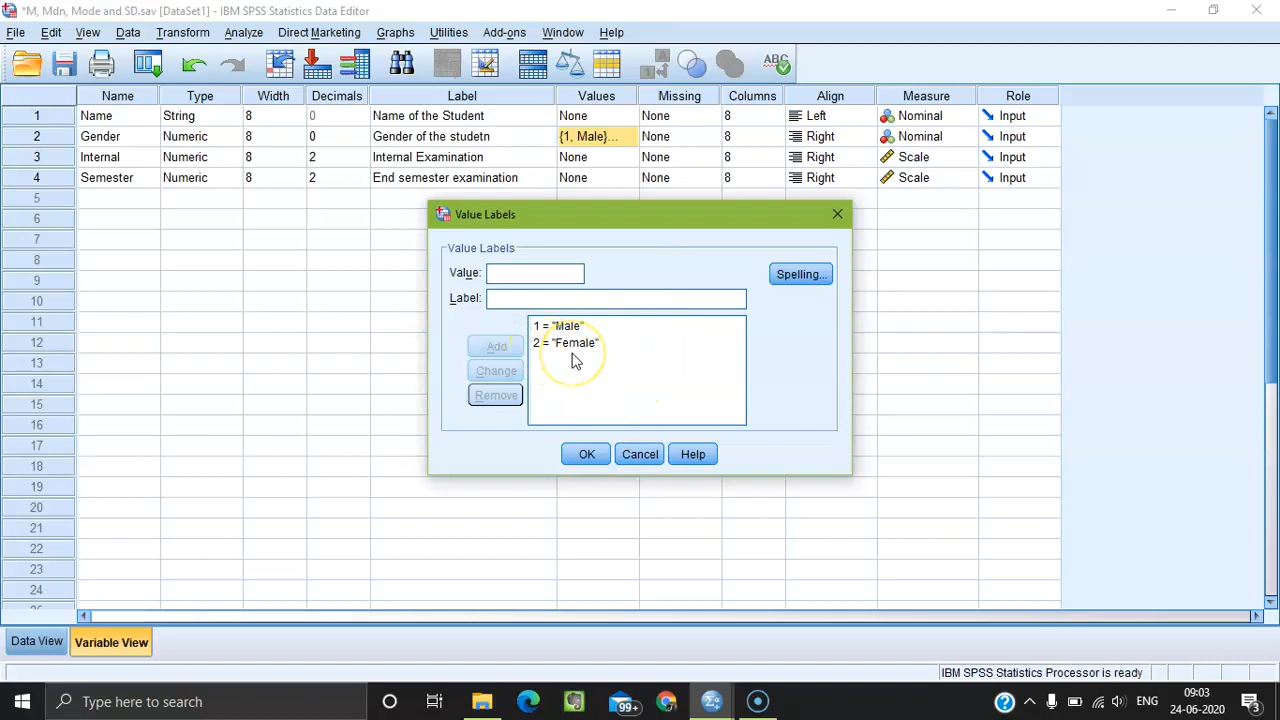 *M, Mdn, Mode and SD.sav [DataSet1] - IBM SPSS Statistics Data Editor
File Edit View Data Transform Analyze Direct Marketing Graphs Utilities Add-ons Window Help
ABC
Name Type Width Decimals Label Values Missing Columns Align Measure Role
1 Name String 8 0 Name of the Student None None 8 Left Nominal Input
2 Gender Numeric 8 0 Gender of the studetn {1, Male}... None 8 Right Nominal Input
3 Internal Numeric 8 2 Internal Examination None None 8 Right Scale Input
4 Semester Numeric 8 2 End semester examination None None 8 Right Scale Input
5
6
7
8
9
10
11
12
13
14
15
16
17
18
19
20
21
22
23
24
Value Labels
Value Labels
Value:
Spelling...
Label:
1 = "Male"
2 = "Female"
Add
Change
Remove
OK Cancel Help
Data View Variable View
IBM SPSS Statistics Processor is ready
Type here to search
99+
ENG
09:03
24-06-2020
3